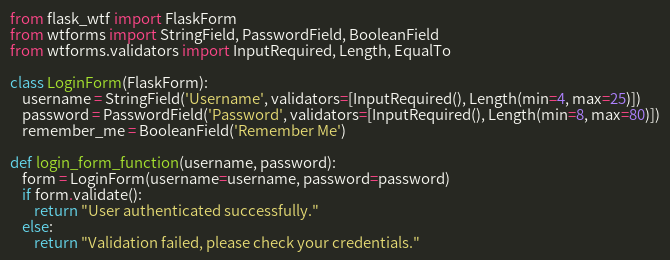 from flask_wtf import FlaskForm
from wtforms import StringField, PasswordField, BooleanField
from wtforms.validators import InputRequired, Length, EqualTo

class LoginForm(FlaskForm):
    username = StringField('Username', validators=[InputRequired(), Length(min=4, max=25)])
    password = PasswordField('Password', validators=[InputRequired(), Length(min=8, max=80)])
    remember_me = BooleanField('Remember Me')

def login_form_function(username, password):
    form = LoginForm(username=username, password=password)
    if form.validate():
        return "User authenticated successfully."
    else:
        return "Validation failed, please check your credentials."